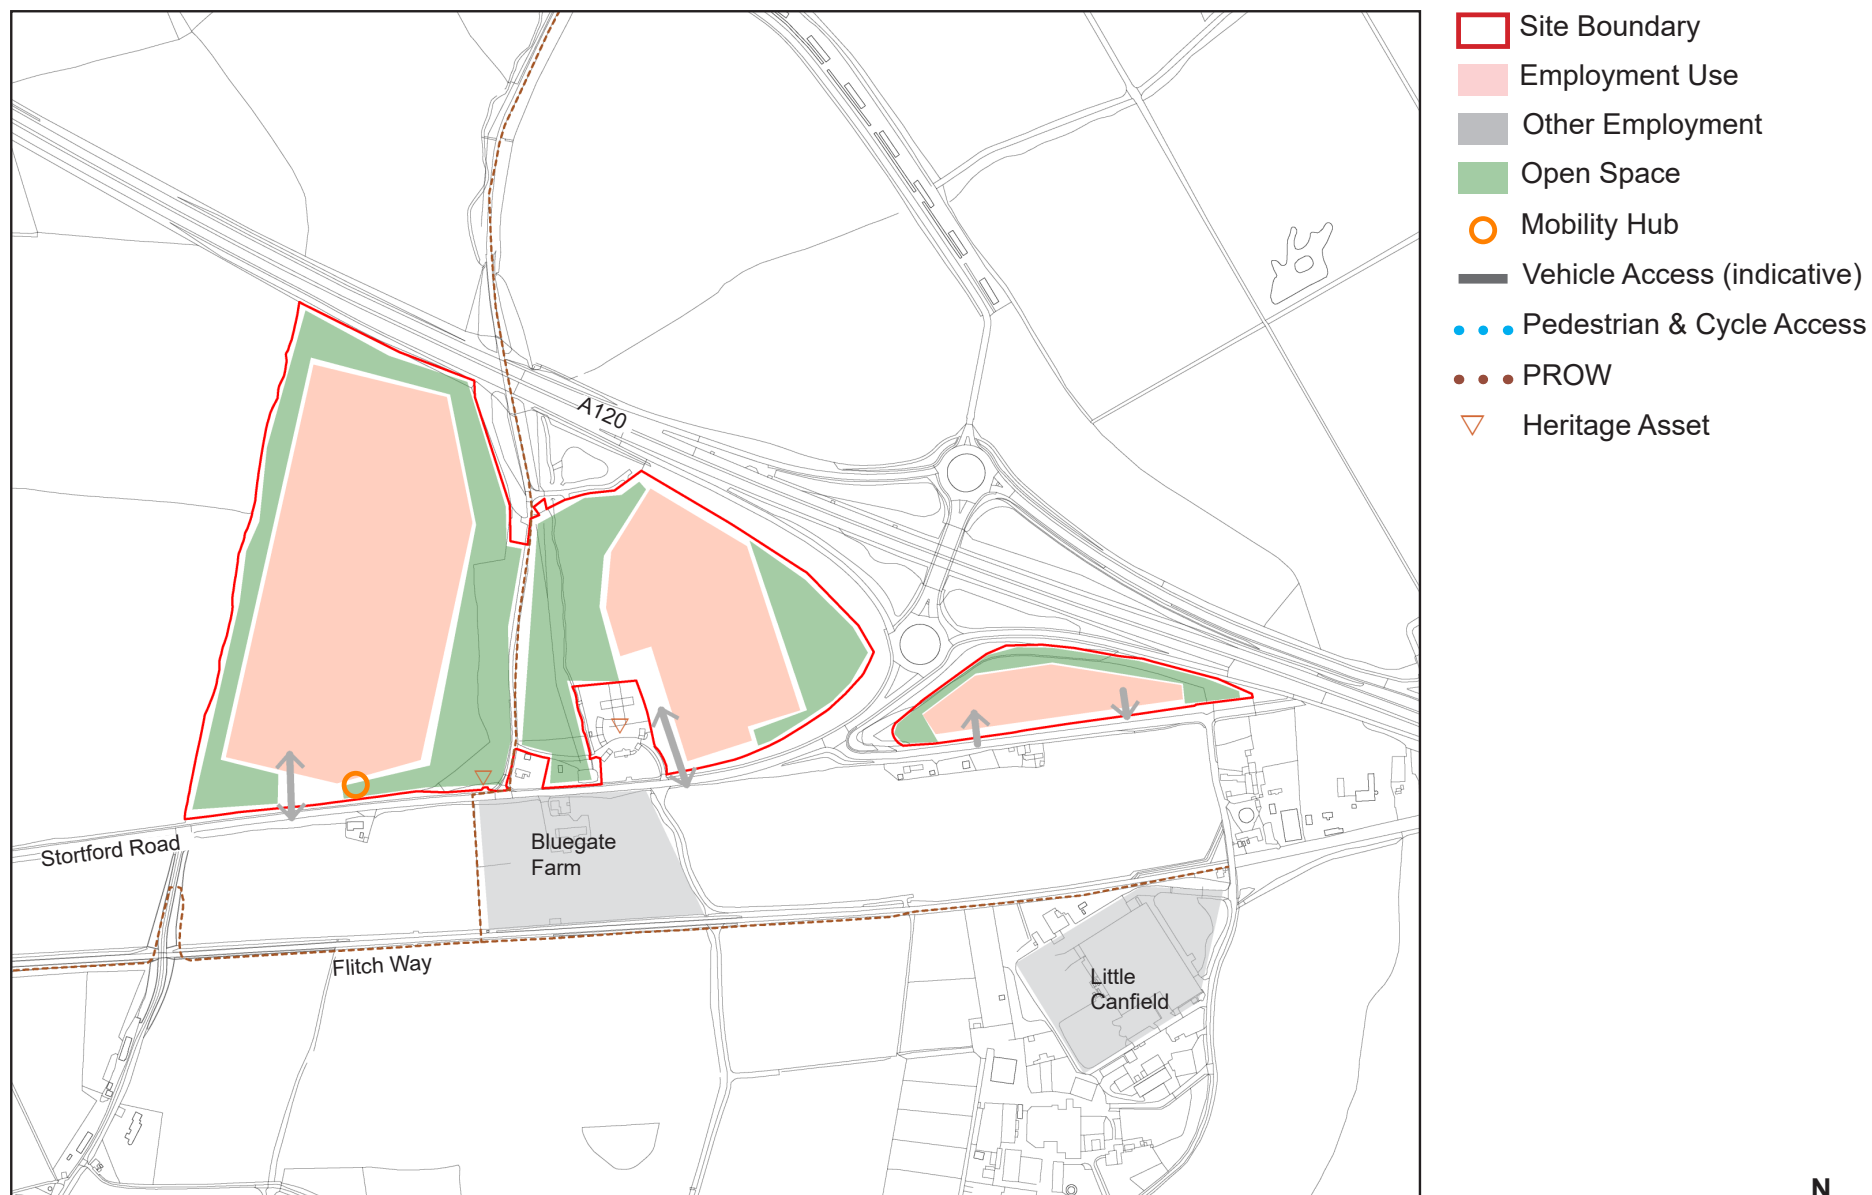 Site Boundary
Employment Use
Other Employment
Open Space
Mobility Hub
Vehicle Access (indicative)
Pedestrian & Cycle Access
PROW
Heritage Asset
A120
Stortford Road
Bluegate
Farm
Flitch Way
Little
Canfield
N